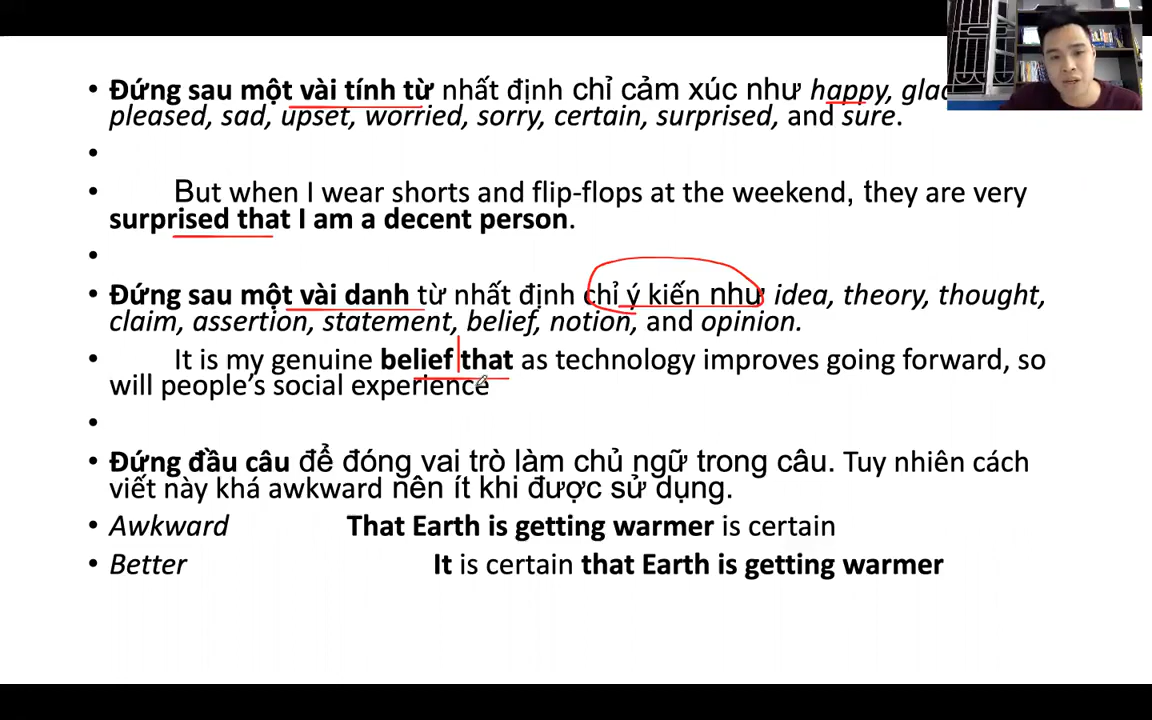 • Đứng sau một vài tính từ nhất định chỉ cảm xúc như happy,
pleased, sad, upset, worried, sorry, certain, surprised, and sure.
•
• But when I wear shorts and flip-flops at the weekend, they are very
surprised that I am a decent person.
•
• Đứng sau một vài danh từ nhất định chỉ ý kiến như idea, theory, thought,
claim, assertion, statement, belief, notion, and opinion.
• It is my genuine belief that as technology improves going forward, so
will people’s social experience
•
• Đứng đầu câu để đóng vai trò làm chủ ngữ trong câu. Tuy nhiên cách
viết này khá awkward nên ít khi được sử dụng.
• Awkward That Earth is getting warmer is certain
• Better It is certain that Earth is getting warmer